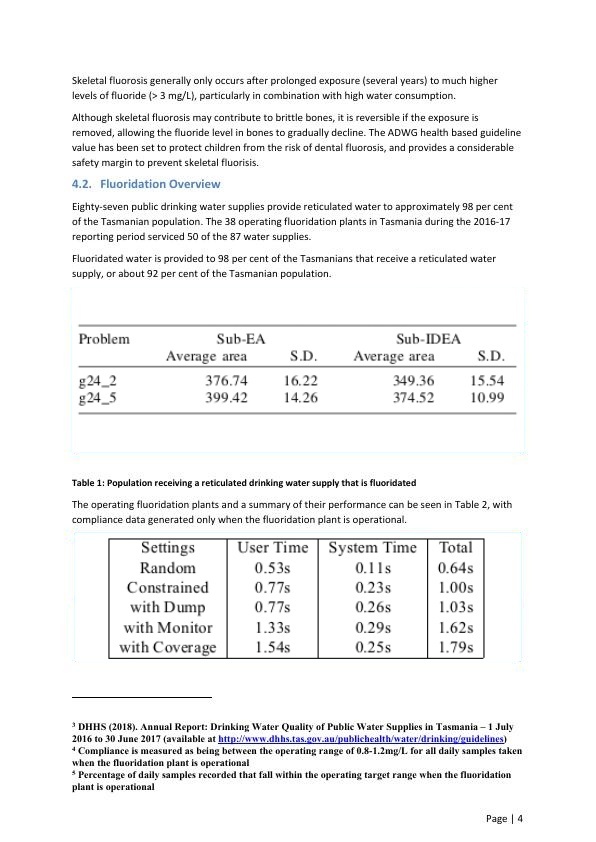 Skeletal fluorosis generally only occurs after prolonged exposure (several years) to much higher
levels of fluoride (> 3 mg/L), particularly in combination with high water consumption.
Although skeletal fluorosis may contribute to brittle bones, it is reversible if the exposure is
removed, allowing the fluoride level in bones to gradually decline. The ADWG health based guideline
value has been set to protect children from the risk of dental fluorosis, and provides a considerable
safety margin to prevent skeletal fluorisis.
4.2. Fluoridation Overview
Eighty-seven public drinking water supplies provide reticulated water to approximately 98 per cent
of the Tasmanian population. The 38 operating fluoridation plants in Tasmania during the 2016-17
reporting period serviced 50 of the 87 water supplies.
Fluoridated water is provided to 98 per cent of the Tasmanians that receive a reticulated water
supply, or about 92 per cent of the Tasmanian population.
Problem Sub-EA Sub-IDEA
Average area S.D. Average area S.D.
g24_2 376.74 16.22 349.36 15.54
g24_5 399.42 14.26 374.52 10.99
Table 1: Population receiving a reticulated drinking water supply that is fluoridated
The operating fluoridation plants and a summary of their performance can be seen in Table 2, with
compliance data generated only when the fluoridation plant is operational.
Settings User Time System Time Total
Random 0.53s 0.11s 0.64s
Constrained 0.77s 0.23s 1.00s
with Dump 0.77s 0.26s 1.03s
with Monitor 1.33s 0.29s 1.62s
with Coverage 1.54s 0.25s 1.79s
³ DHHS (2018). Annual Report: Drinking Water Quality of Public Water Supplies in Tasmania – 1 July
2016 to 30 June 2017 (available at http://www.dhhs.tas.gov.au/publichealth/water/drinking/guidelines)
⁴ Compliance is measured as being between the operating range of 0.8-1.2mg/L for all daily samples taken
when the fluoridation plant is operational
⁵ Percentage of daily samples recorded that fall within the operating target range when the fluoridation
plant is operational
Page | 4